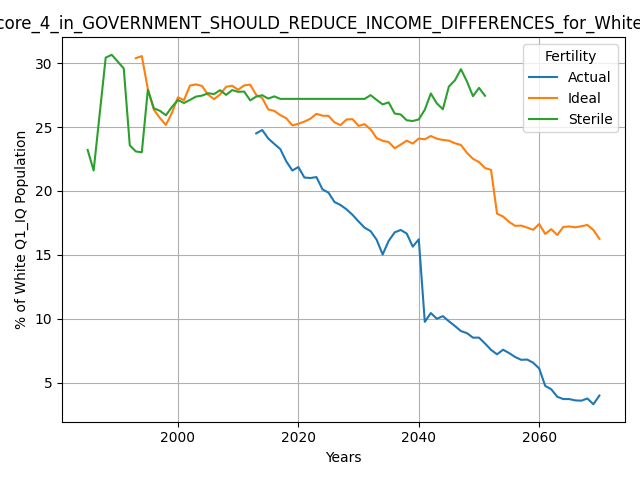 core_4_in_GOVERNMENT_SHOULD_REDUCE_INCOME_DIFFERENCES_for_White
Fertility
Actual
Ideal
Sterile
% of White Q1_IQ Population
30
25
20
15
10
5
2000 2020 2040 2060
Years